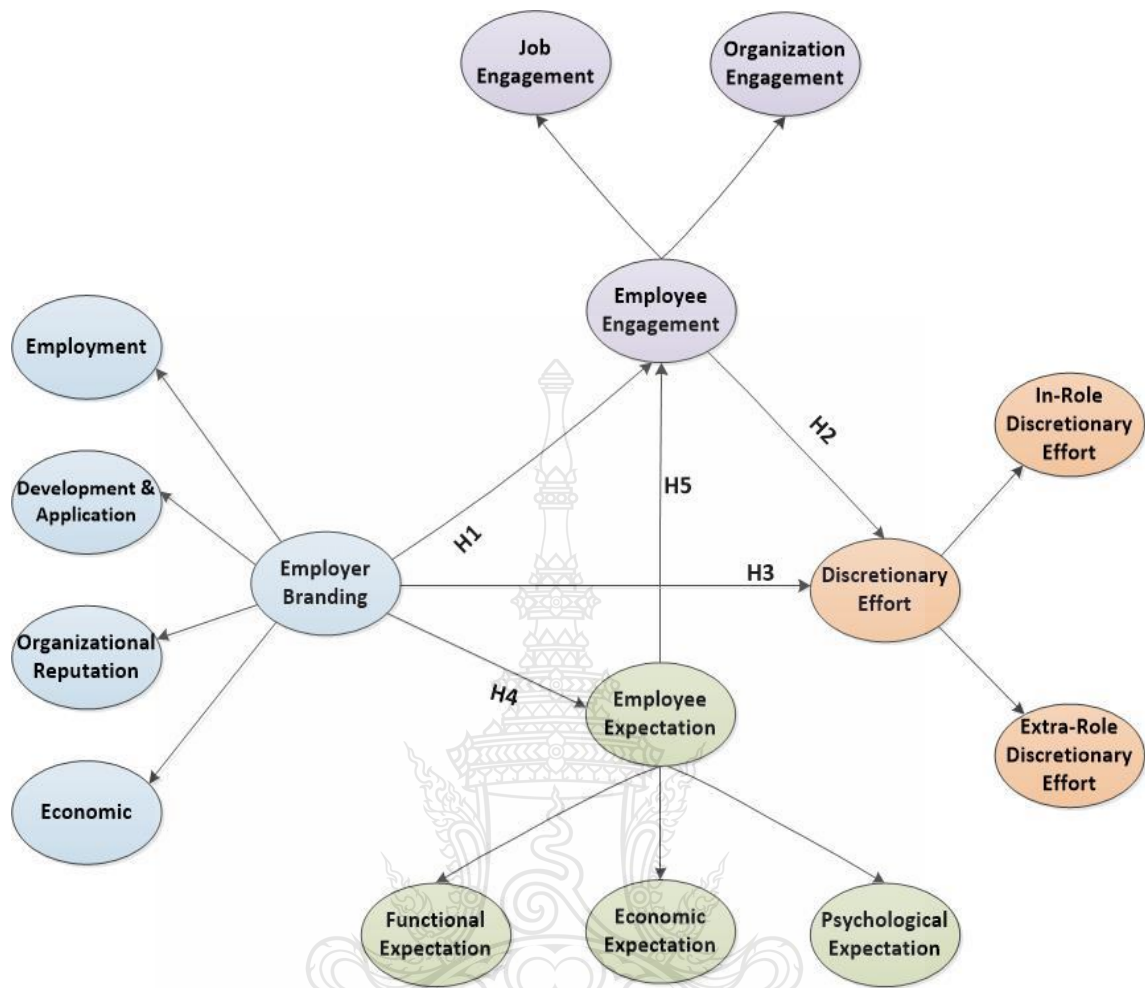 Job
Engagement
Organization
Engagement
Employee
Engagement
Employment
In-Role
Discretionary
Effort
H2
Development &
Application
H5
H1
Employer
Branding
H3
Discretionary
Effort
Organizational
Reputation
H4
Employee
Expectation
Extra-Role
Discretionary
Effort
Economic
Functional
Expectation
Economic
Expectation
Psychological
Expectation